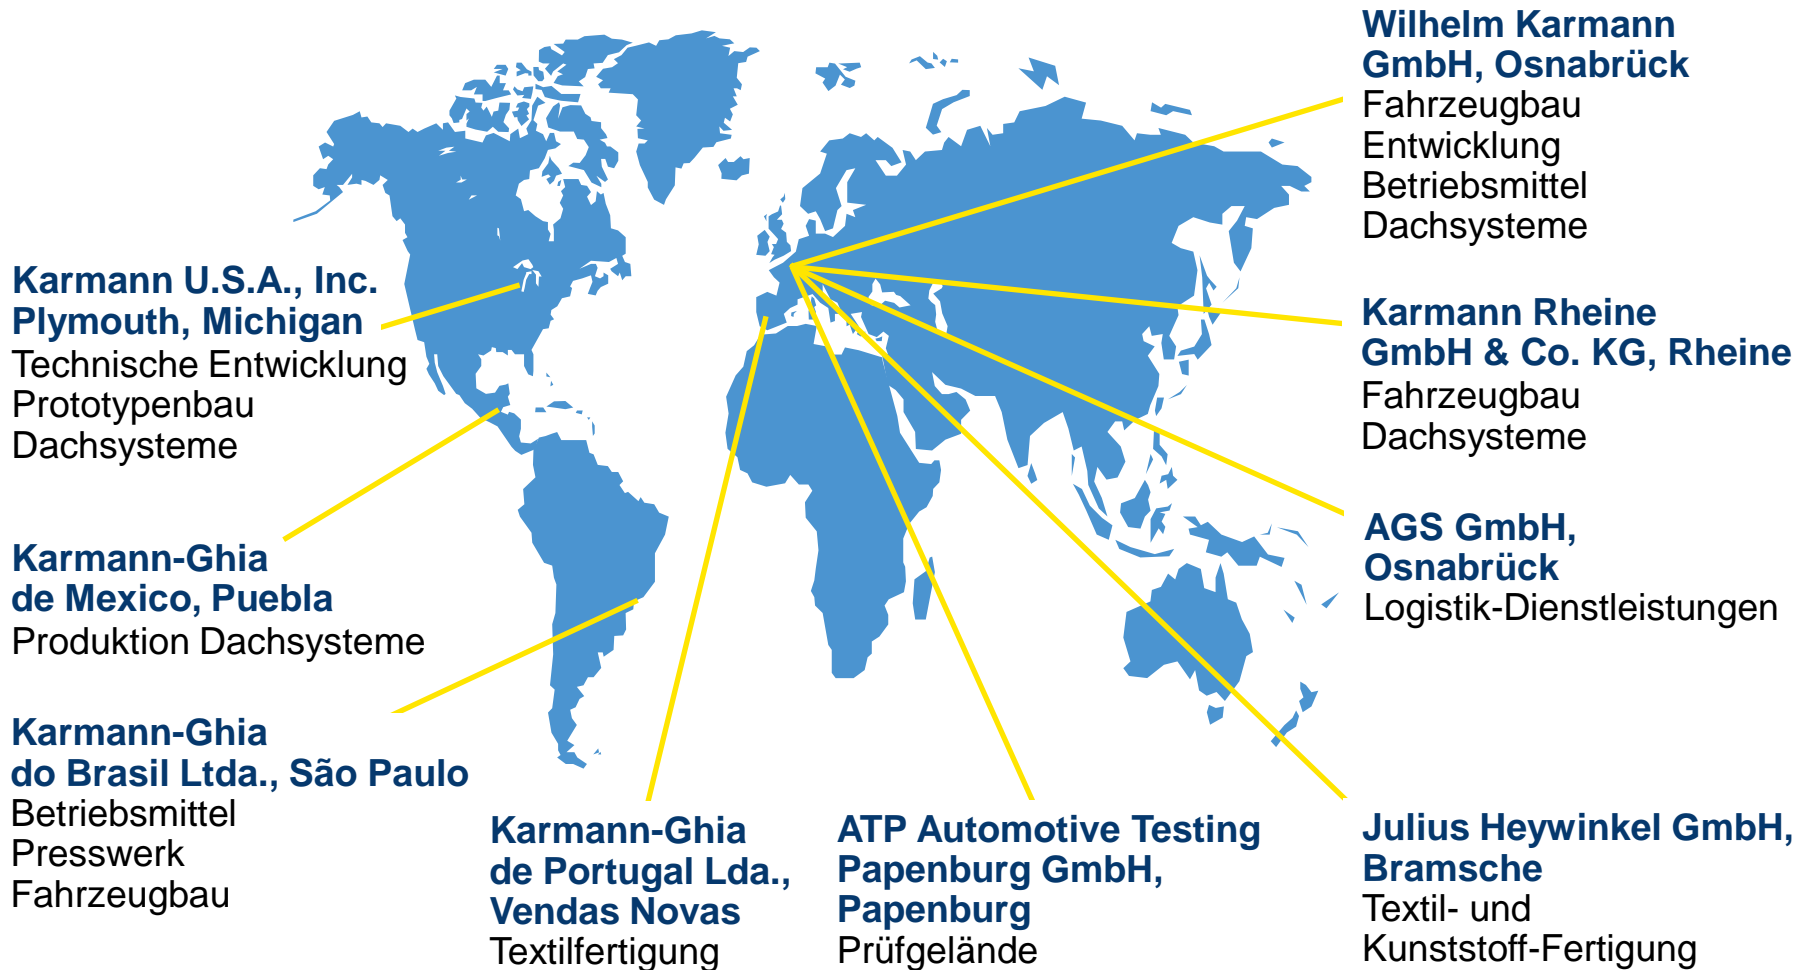 Wilhelm Karmann
GmbH, Osnabrück
Fahrzeugbau
Entwicklung
Betriebsmittel
Dachsysteme
Karmann U.S.A., Inc.
Plymouth, Michigan
Technische Entwicklung
Prototypenbau
Dachsysteme
Karmann Rheine
GmbH & Co. KG, Rheine
Fahrzeugbau
Dachsysteme
Karmann-Ghia
de Mexico, Puebla
Produktion Dachsysteme
AGS GmbH,
Osnabrück
Logistik-Dienstleistungen
Karmann-Ghia
do Brasil Ltda., São Paulo
Betriebsmittel
Presswerk
Fahrzeugbau
Karmann-Ghia
de Portugal Lda.,
Vendas Novas
Textilfertigung
ATP Automotive Testing
Papenburg GmbH,
Papenburg
Prüfgelände
Julius Heywinkel GmbH,
Bramsche
Textil- und
Kunststoff-Fertigung